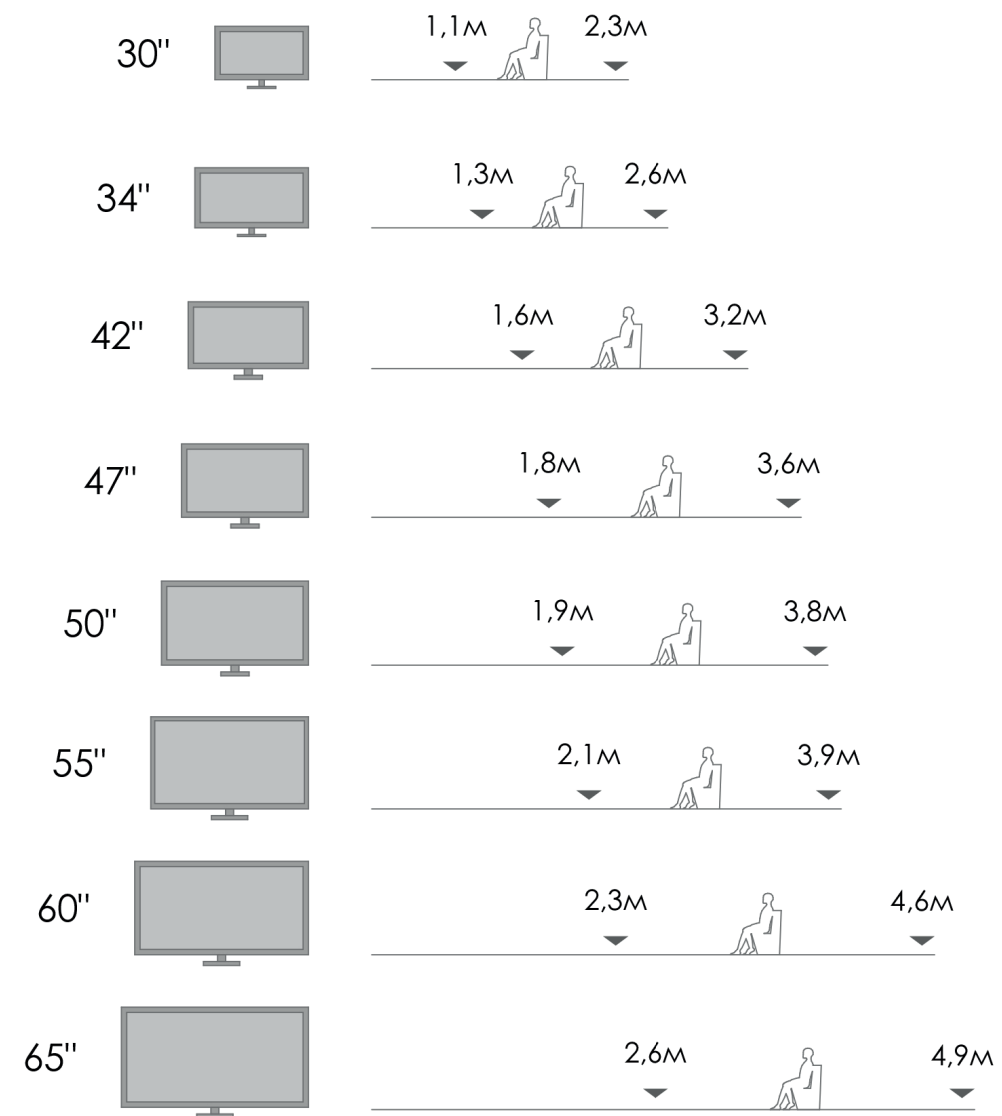 30" 1,1м 2,3м
34" 1,3м 2,6м
42" 1,6м 3,2м
47" 1,8м 3,6м
50" 1,9м 3,8м
55" 2,1м 3,9м
60" 2,3м 4,6м
65" 2,6м 4,9м